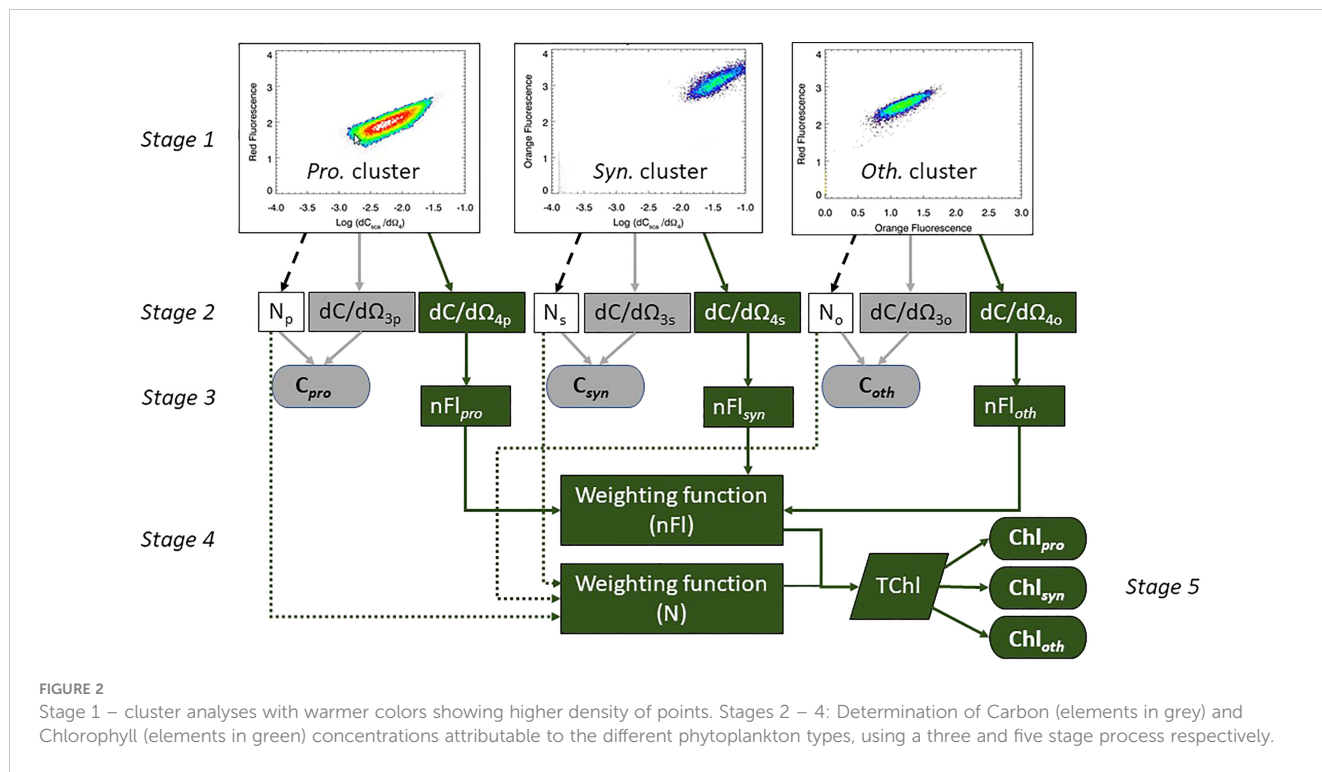 Stage 1
4
3
2
1
0
Red Fluorescence
Pro. cluster
-4.0 -3.5 -3.0 -2.5 -2.0 -1.5 -1.0
Log (dCsca /dΩ4)
4
3
2
1
0
Orange Fluorescence
Syn. cluster
-4.0 -3.5 -3.0 -2.5 -2.0 -1.5 -1.0
Log (dCsca /dΩ4)
4
3
2
1
0
Red Fluorescence
Oth. cluster
0.0 0.5 1.0 1.5 2.0 2.5 3.0
Orange Fluorescence
Stage 2
Np dC/dΩ3p dC/dΩ4p Ns dC/dΩ3s dC/dΩ4s No dC/dΩ3o dC/dΩ4o
Stage 3
Cpro nFlpro Csyn nFlsyn Coth nFloth
Stage 4
Weighting function
(nFl)
Weighting function
(N)
TChl
Chlpro
Chlsyn
Chloth
Stage 5
FIGURE 2
Stage 1 – cluster analyses with warmer colors showing higher density of points. Stages 2 – 4: Determination of Carbon (elements in grey) and
Chlorophyll (elements in green) concentrations attributable to the different phytoplankton types, using a three and five stage process respectively.